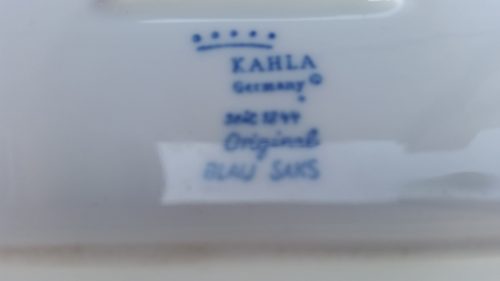 KAHLA
Germany
seit 1844
Original
BLAU SAKS